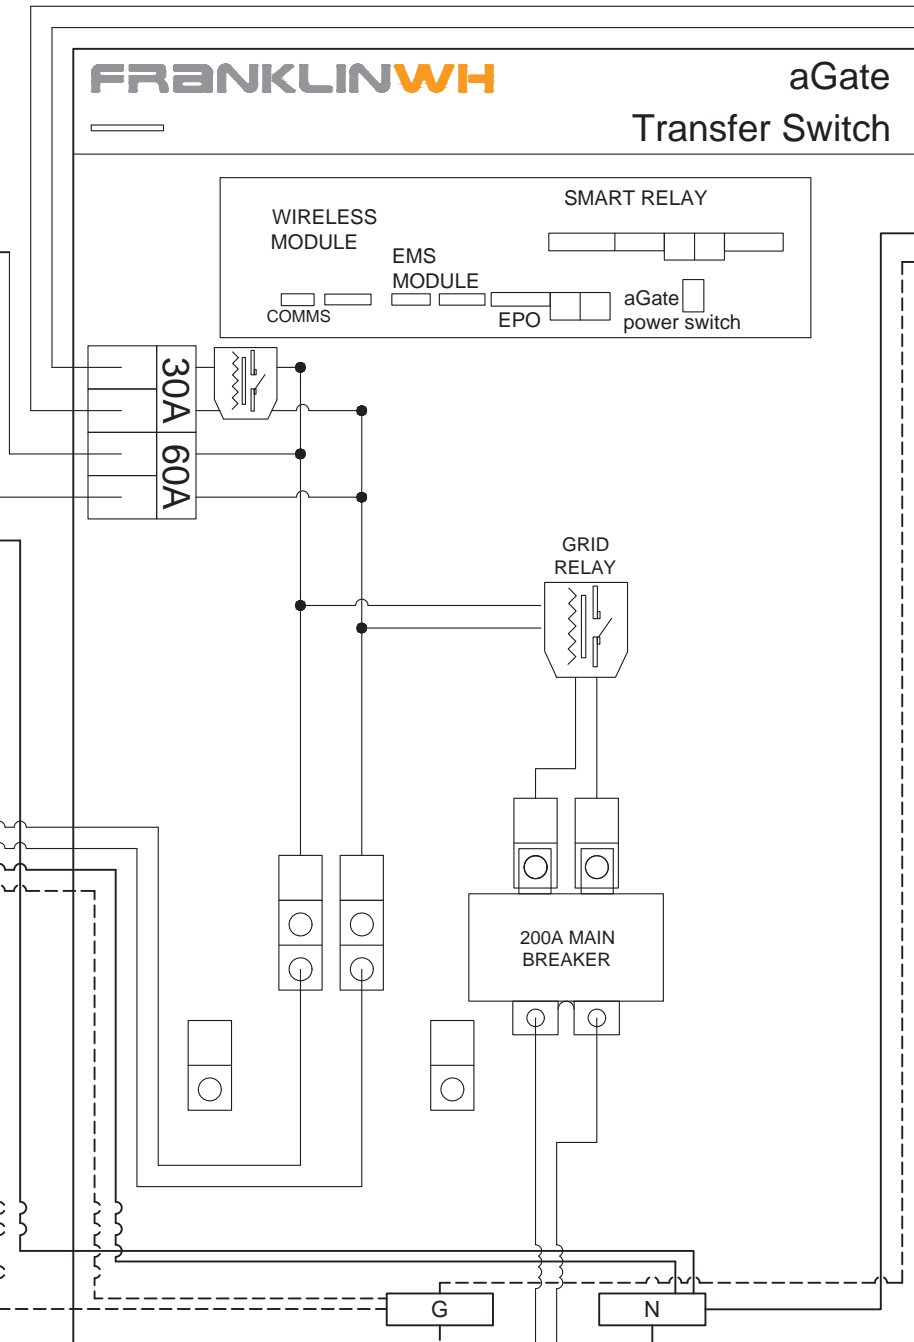 FRANKLINWH
aGate
Transfer Switch
SMART RELAY
WIRELESS
MODULE
EMS
MODULE
COMMS
EPO
aGate
power switch
30A
60A
GRID
RELAY
200A MAIN
BREAKER
G
N